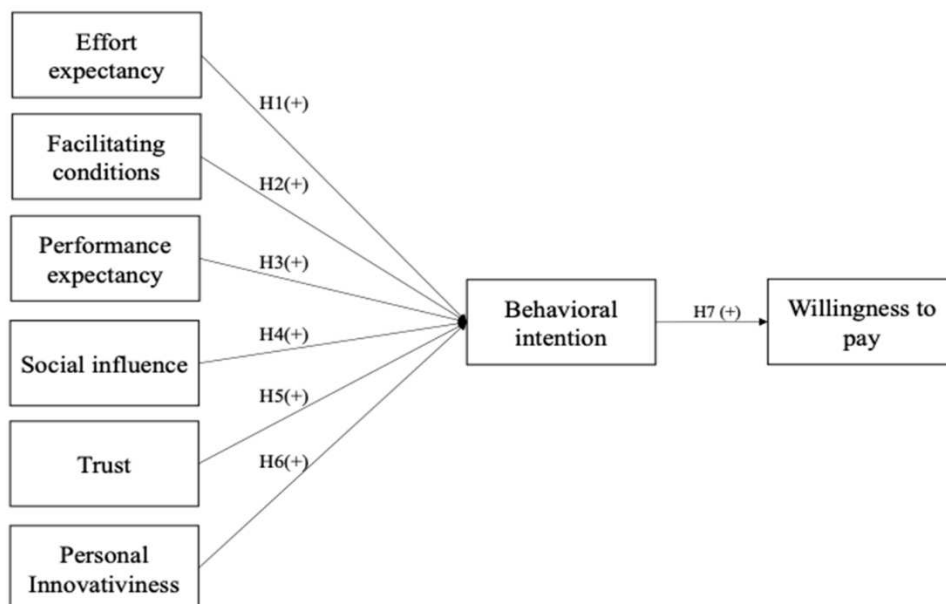 Effort
expectancy
H1(+)
Facilitating
conditions
H2(+)
Performance
expectancy
H3(+)
Social influence
H4(+)
Trust
H5(+)
Personal
Innovativiness
H6(+)
Behavioral
intention
H7 (+)
Willingness to
pay